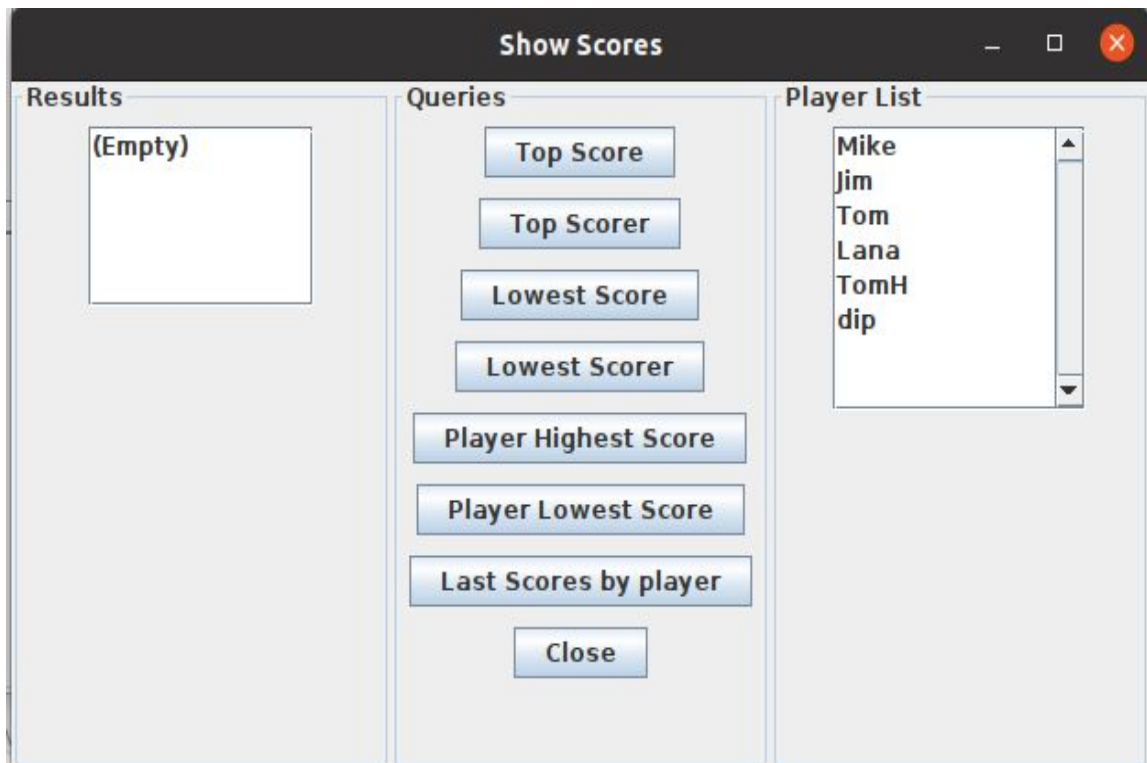 Show Scores
Results
(Empty)
Queries
Top Score
Top Scorer
Lowest Score
Lowest Scorer
Player Highest Score
Player Lowest Score
Last Scores by player
Close
Player List
Mike
Jim
Tom
Lana
TomH
dip